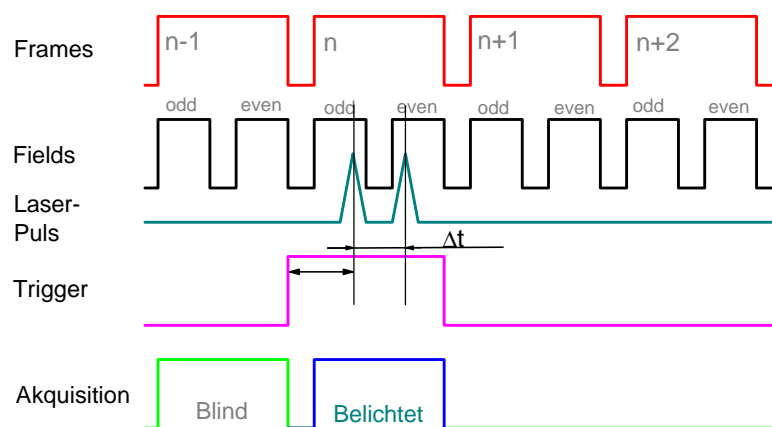 Frames
n-1 n n+1 n+2
odd even odd even odd even odd even
Fields
Laser-
Puls
Δt
Trigger
Akquisition
Blind Belichtet